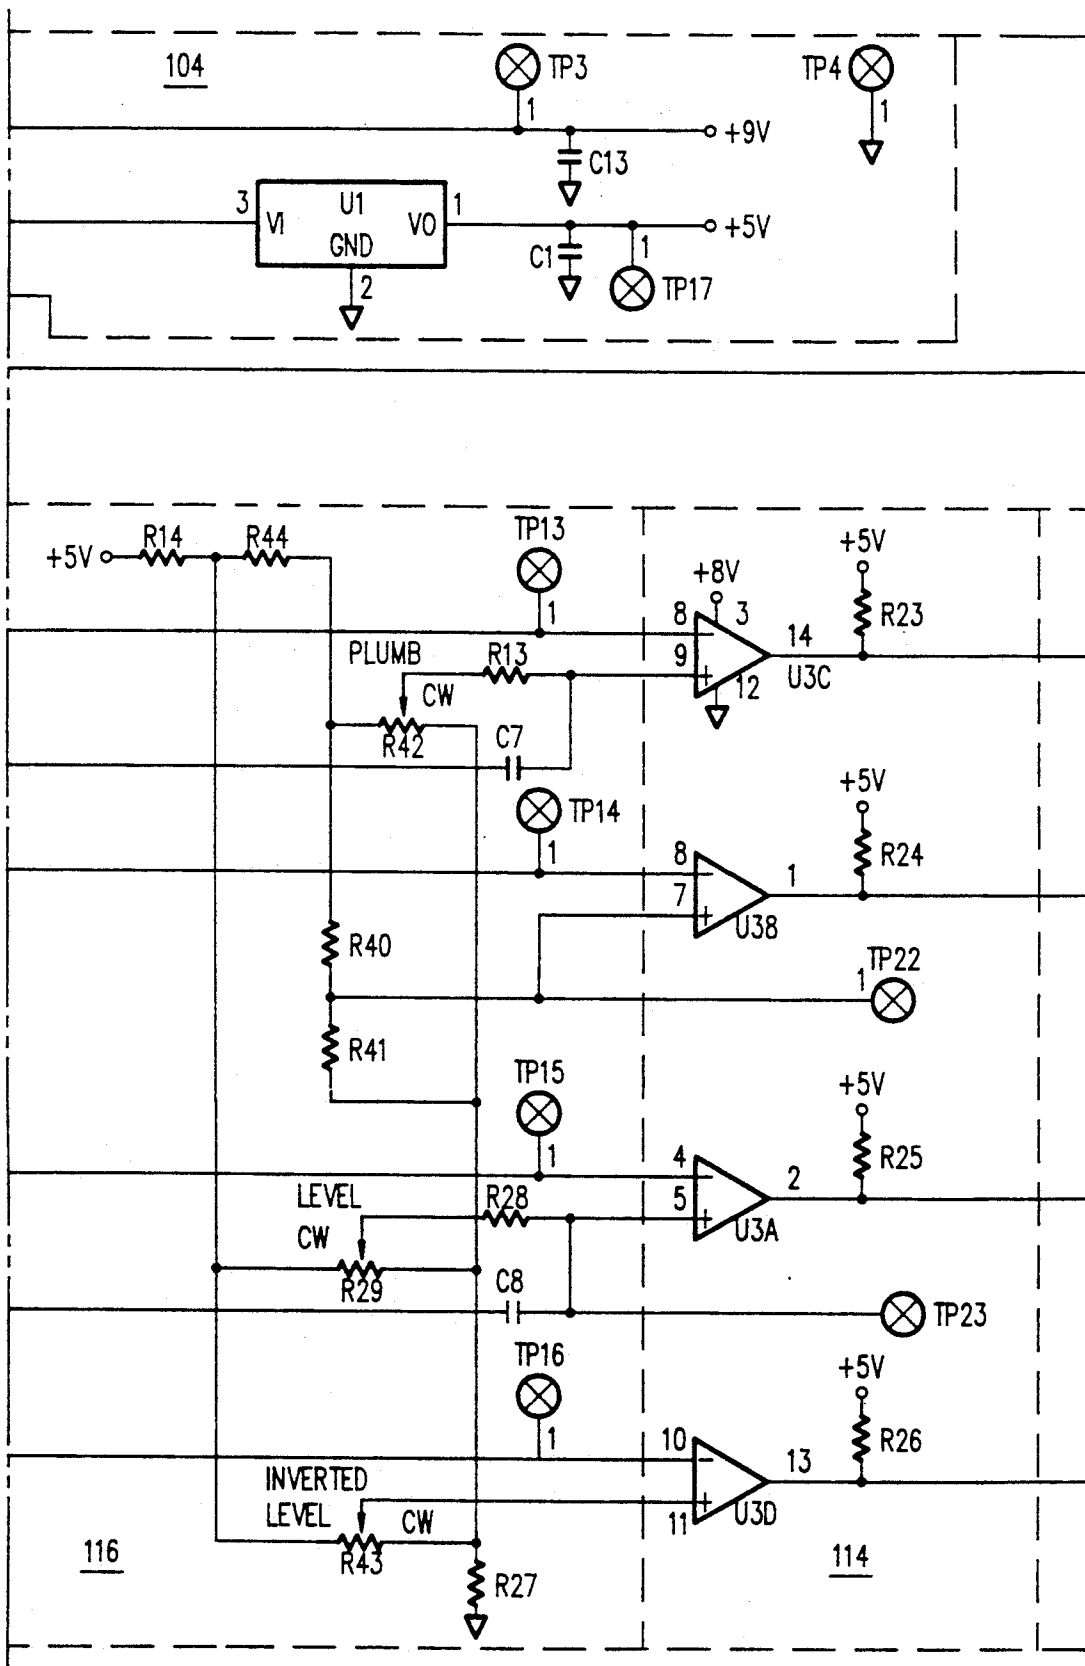 104
TP3
TP4
1
1
+9V
C13
3
VI
U1
GND
VO
1
2
C1
1
+5V
TP17
+5V
R14
R44
TP13
1
+5V
+8V
3
R23
8
9
14
12
U3C
PLUMB
R13
CW
R42
C7
TP14
1
+5V
R24
8
7
1
U3B
R40
1
TP22
R41
TP15
1
+5V
R25
4
5
2
U3A
LEVEL
R28
CW
R29
C8
TP23
TP16
1
+5V
R26
10
13
11
U3D
INVERTED
LEVEL
CW
R43
R27
116
114